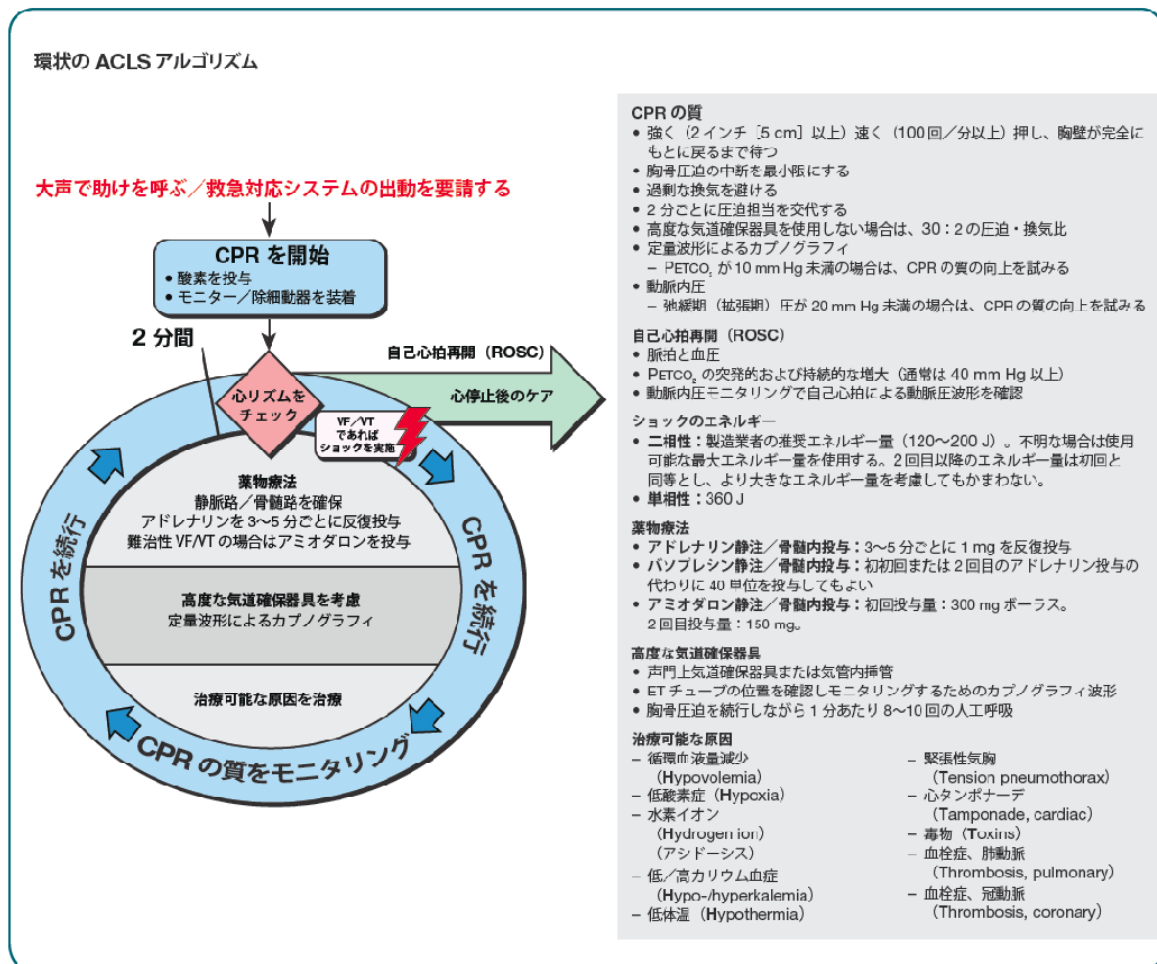 環状の ACLS アルゴリズム
大声で助けを呼ぶ／救急対応システムの出動を要請する
CPR を開始
• 酸素を投与
• モニター／除細動器を装着
2 分間
自己心拍再開（ROSC）
心リズムを
チェック
心停止後のケア
VF／VT
であれば
ショックを実施
薬物療法
静脈路／骨髄路を確保
アドレナリンを 3～5 分ごとに反復投与
難治性 VF/VT の場合はアミオダロンを投与
高度な気道確保器具を考慮
定量波形によるカプノグラフィ
治療可能な原因を治療
CPR を続行
CPR を続行
CPR の質をモニタリング
CPR の質
• 強く（2 インチ［5 cm］以上）速く（100 回／分以上）押し、胸壁が完全に
もとに戻るまで待つ
• 胸骨圧迫の中断を最小限にする
• 過剰な換気を避ける
• 2 分ごとに圧迫担当を交代する
• 高度な気道確保器具を使用しない場合は、30：2 の圧迫・換気比
• 定量波形によるカプノグラフィ
– PETCO₂ が 10 mm Hg 未満の場合は、CPR の質の向上を試みる
• 動脈内圧
– 弛緩期（拡張期）圧が 20 mm Hg 未満の場合は、CPR の質の向上を試みる
自己心拍再開（ROSC）
• 脈拍と血圧
• PETCO₂ の突発的および持続的な増大（通常は 40 mm Hg 以上）
• 動脈内圧モニタリングで自己心拍による動脈圧波形を確認
ショックのエネルギー
• 二相性：製造業者の推奨エネルギー量（120～200 J）。不明な場合は使用
可能な最大エネルギー量を使用する。2 回目以降のエネルギー量は初回と
同等とし、より大きなエネルギー量を考慮してもかまわない。
• 単相性：360 J
薬物療法
• アドレナリン静注／骨髄内投与：3～5 分ごとに 1 mg を反復投与
• バソプレシン静注／骨髄内投与：初初回または 2 回目のアドレナリン投与の
代わりに 40 単位を投与してもよい
• アミオダロン静注／骨髄内投与：初回投与量：300 mg ボーラス。
2 回目投与量：150 mg。
高度な気道確保器具
• 声門上気道確保器具または気管内挿管
• ET チューブの位置を確認しモニタリングするためのカプノグラフィ波形
• 胸骨圧迫を続行しながら 1 分あたり 8～10 回の人工呼吸
治療可能な原因
– 循環血液量減少
（Hypovolemia）
– 低酸素症（Hypoxia）
– 水素イオン
（Hydrogen ion）
（アシドーシス）
– 低／高カリウム血症
（Hypo-/hyperkalemia）
– 低体温（Hypothermia）
– 緊張性気胸
（Tension pneumothorax）
– 心タンポナーデ
（Tamponade, cardiac）
– 毒物（Toxins）
– 血栓症、肺動脈
（Thrombosis, pulmonary）
– 血栓症、冠動脈
（Thrombosis, coronary）